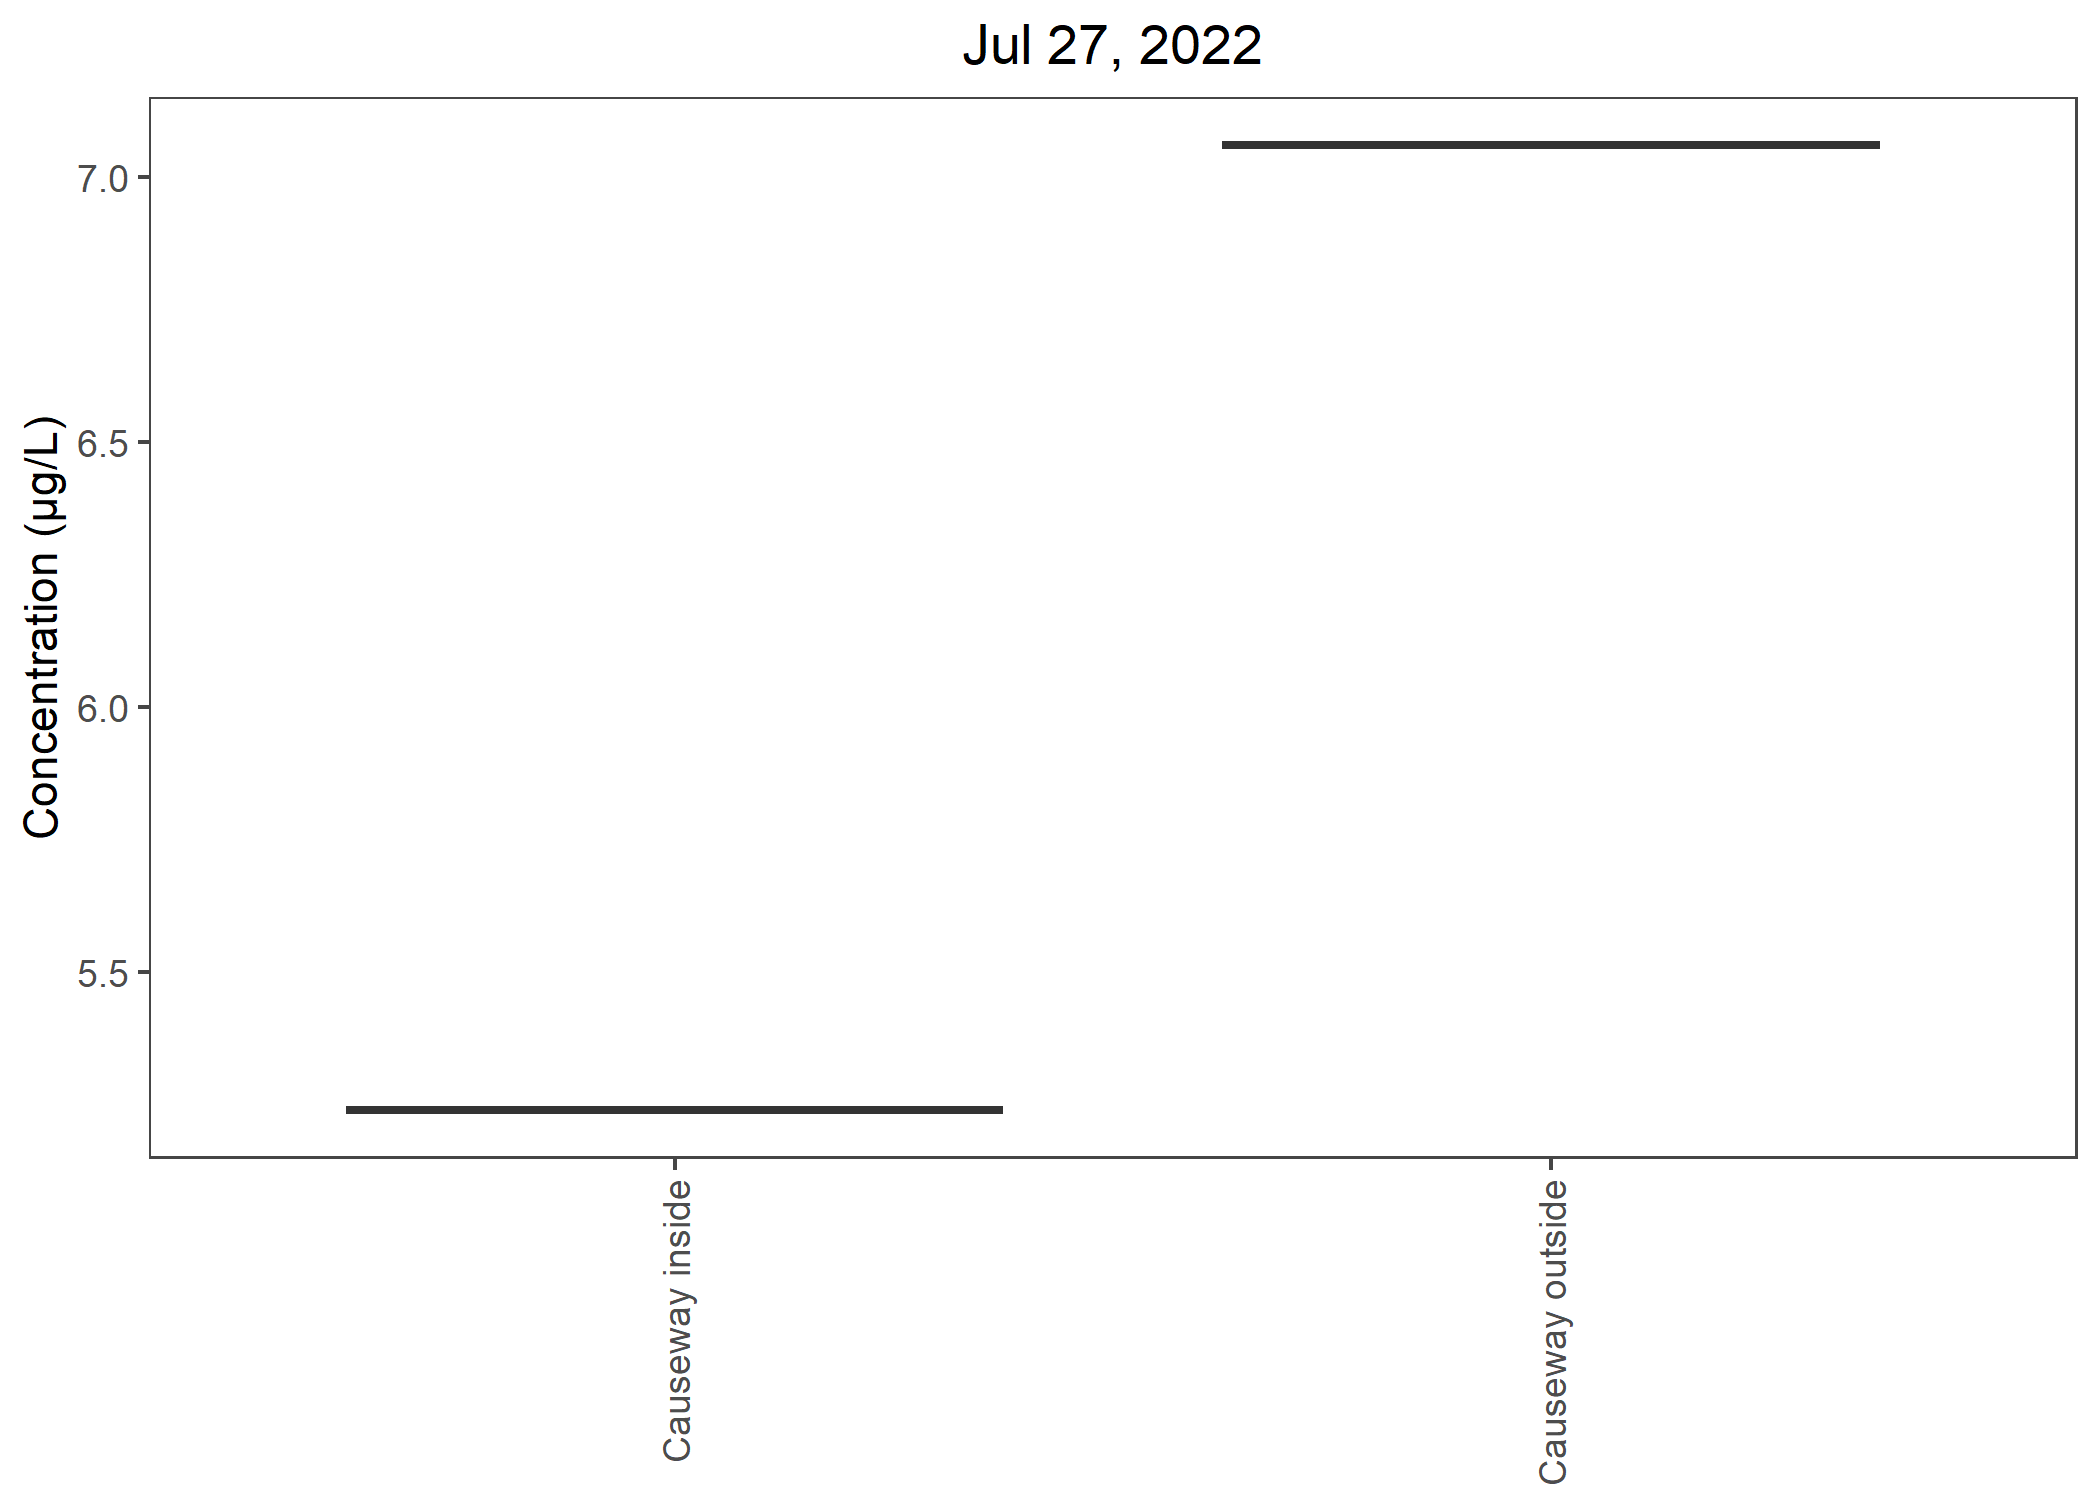 Jul 27, 2022
Concentration (µg/L)
7.0
6.5
6.0
5.5
Causeway inside
Causeway outside